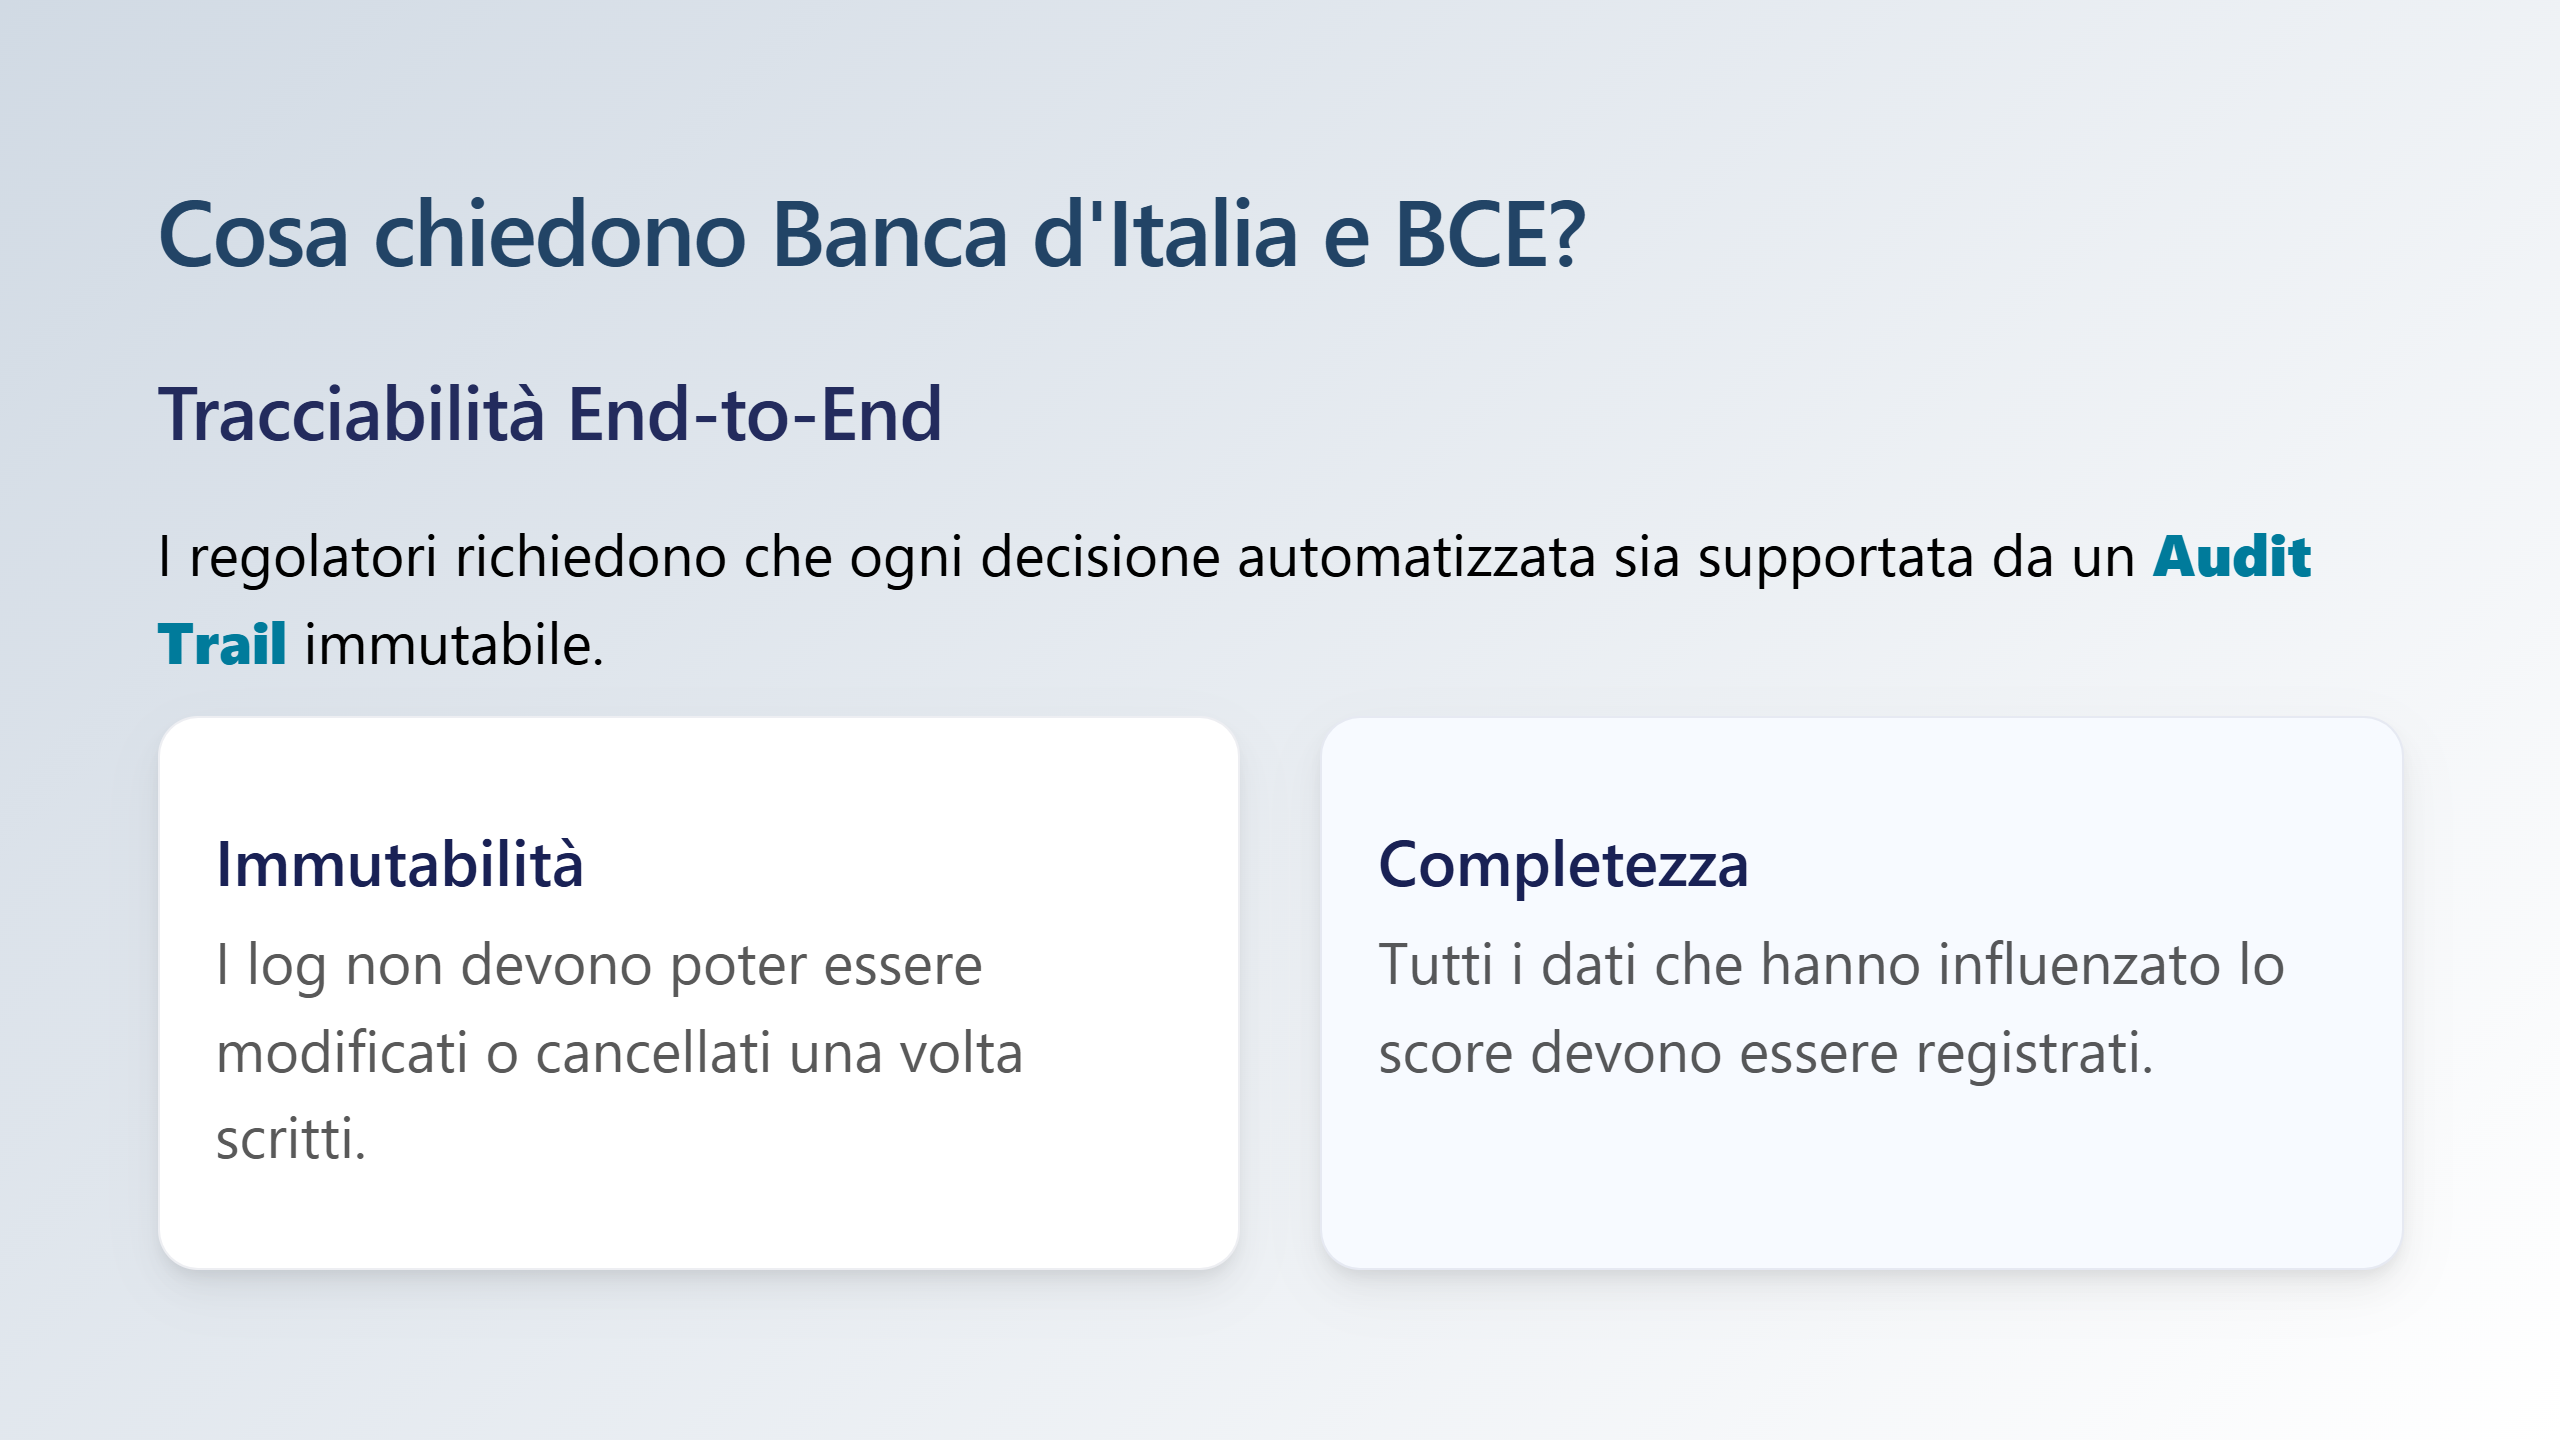 Cosa chiedono Banca d'Italia e BCE?
Tracciabilità End-to-End
I regolatori richiedono che ogni decisione automatizzata sia supportata da un Audit
Trail immutabile.
Immutabilità
I log non devono poter essere
modificati o cancellati una volta
scritti.
Completezza
Tutti i dati che hanno influenzato lo
score devono essere registrati.